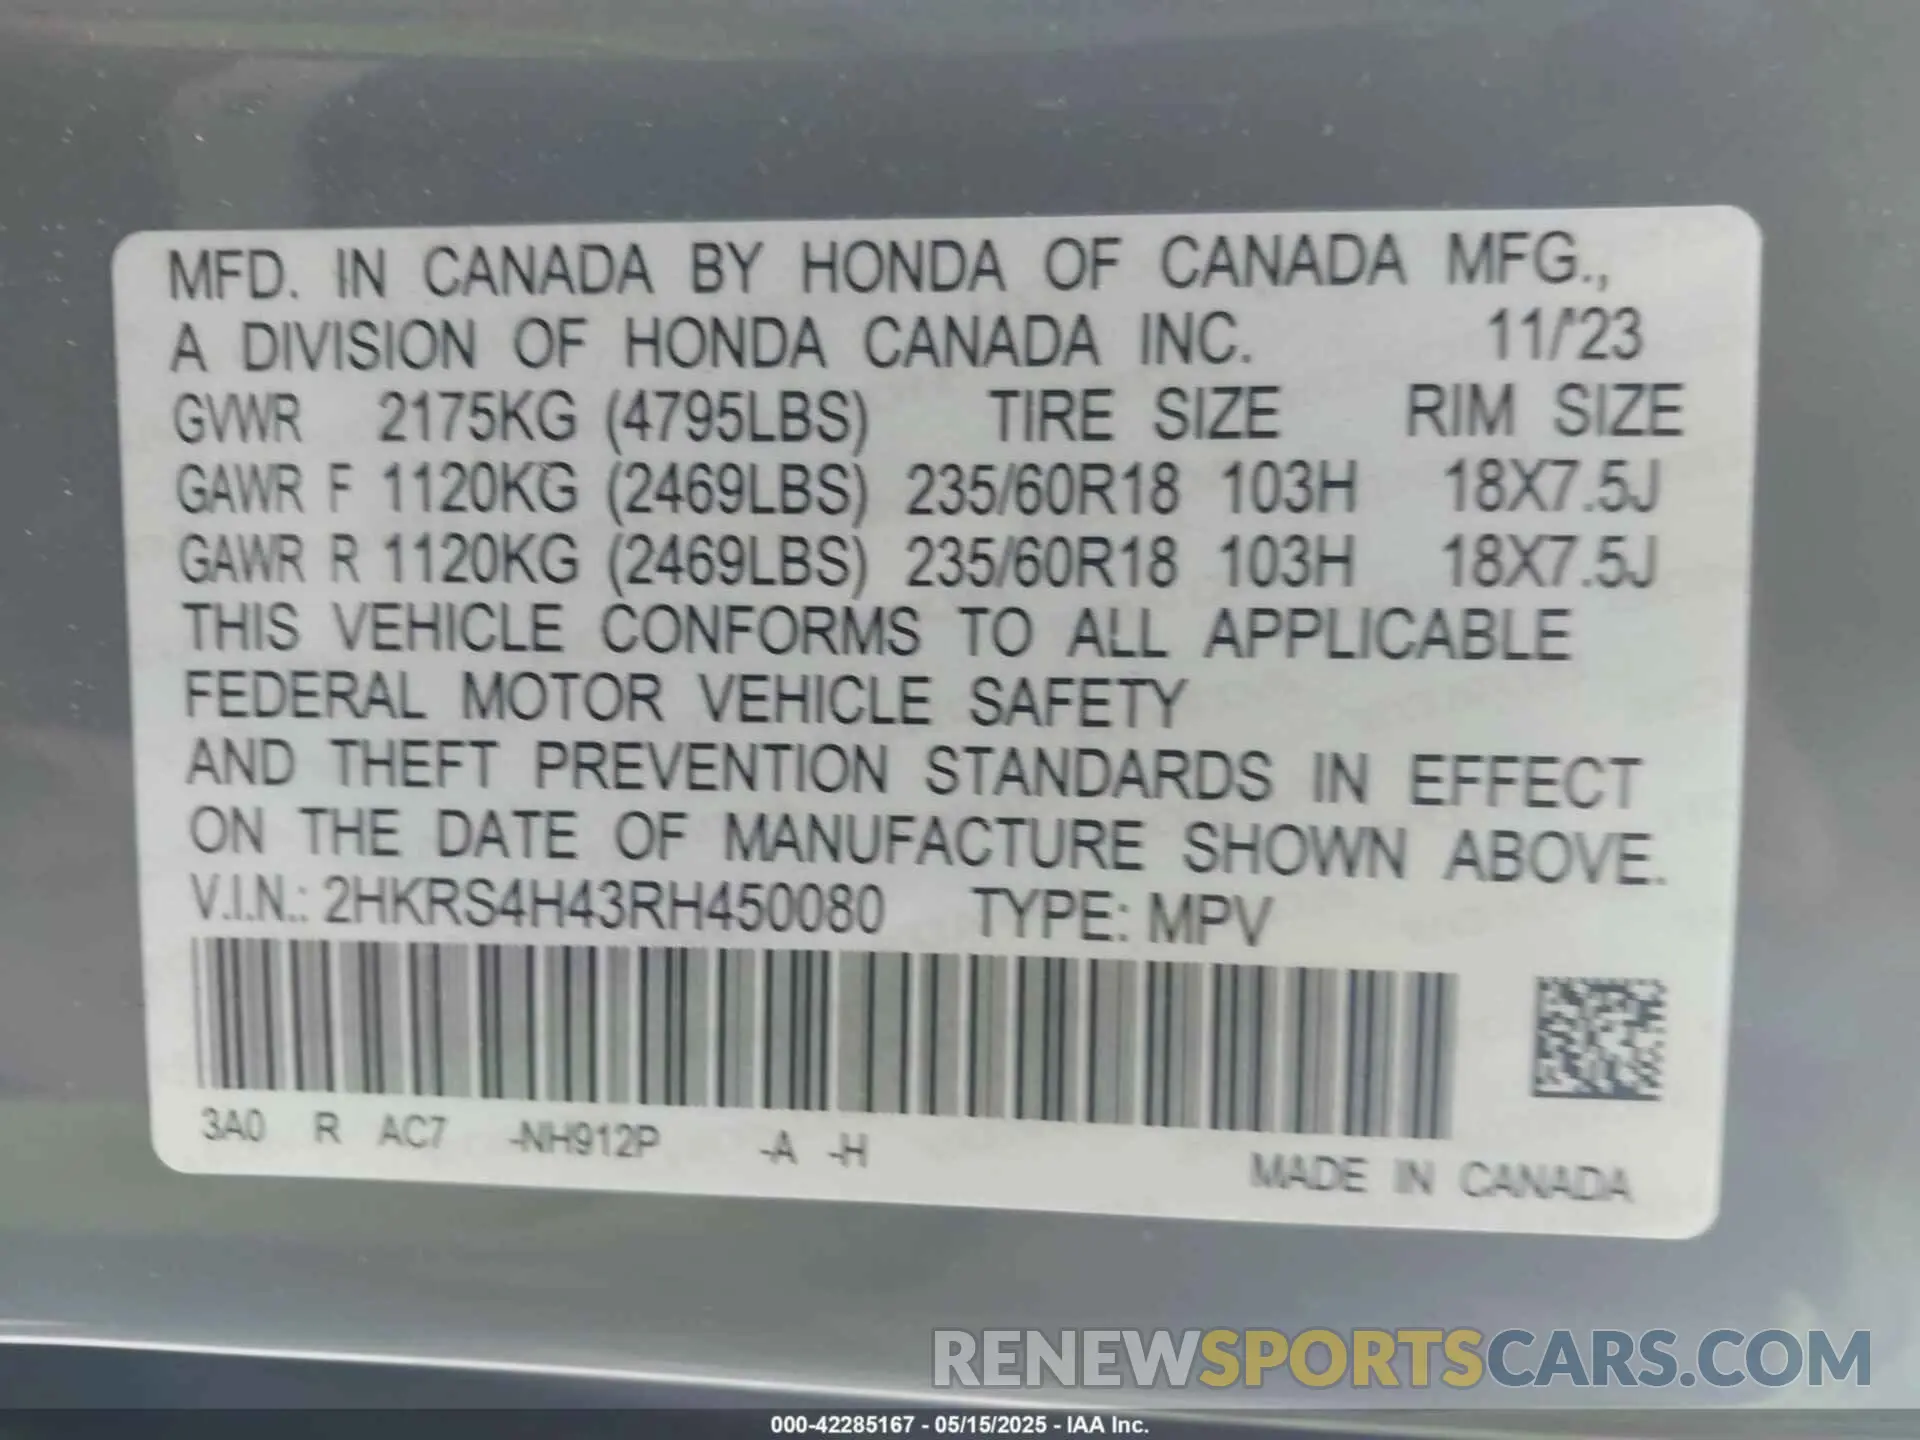 MFD. IN CANADA BY HONDA OF CANADA MFG.,
A DIVISION OF HONDA CANADA INC. 11/'23
GVWR 2175KG (4795LBS) TIRE SIZE RIM SIZE
GAWR F 1120KG (2469LBS) 235/60R18 103H 18X7.5J
GAWR R 1120KG (2469LBS) 235/60R18 103H 18X7.5J
THIS VEHICLE CONFORMS TO ALL APPLICABLE
FEDERAL MOTOR VEHICLE SAFETY
AND THEFT PREVENTION STANDARDS IN EFFECT
ON THE DATE OF MANUFACTURE SHOWN ABOVE.
V.I.N.: 2HKRS4H43RH450080 TYPE: MPV
3A0 R AC7 -NH912P -A -H
MADE IN CANADA
RENEWSPORTSCARS.COM
000-42285167 - 05/15/2025 - IAA Inc.